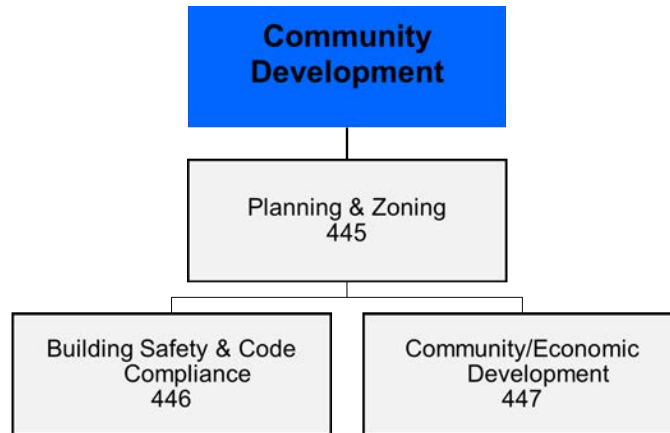 Community
Development
Planning & Zoning
445
Building Safety & Code
Compliance
446
Community/Economic
Development
447